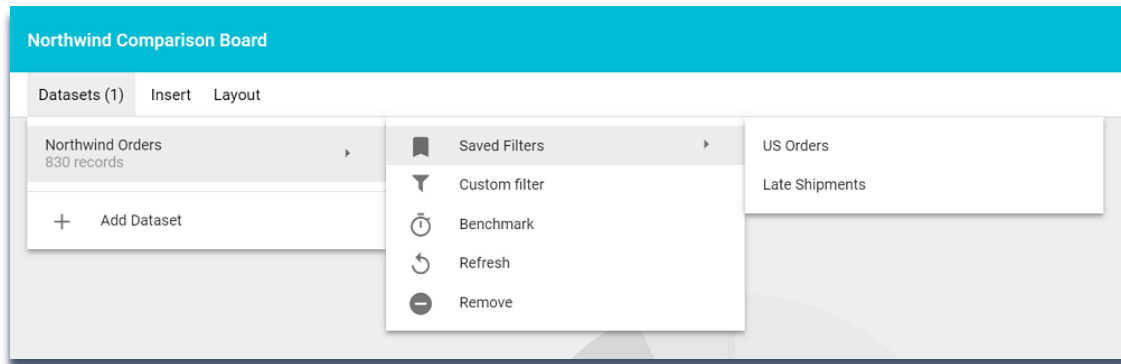 Northwind Comparison Board
Datasets (1) Insert Layout
Northwind Orders
830 records
Add Dataset
Saved Filters
Custom filter
Benchmark
Refresh
Remove
US Orders
Late Shipments